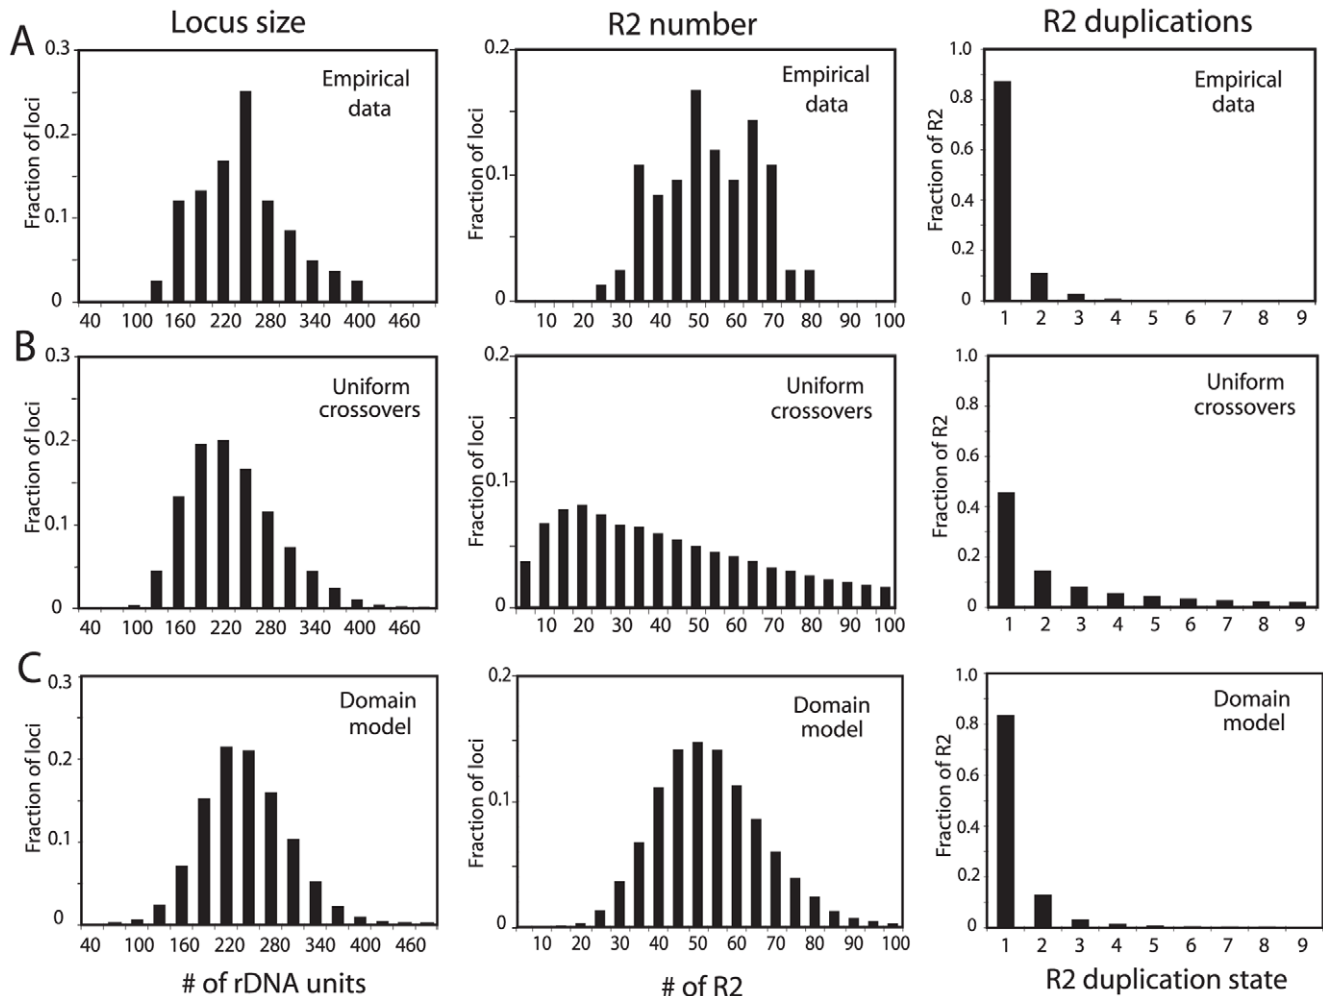 Locus size
R2 number
R2 duplications
A
0.3
0.2
0.1
0
Fraction of loci
Empirical
data
40 100 160 220 280 340 400 460
0.2
0.1
0
Fraction of loci
Empirical
data
10 20 30 40 50 60 70 80 90 100
1.0
0.8
0.6
0.4
0.2
0
Fraction of R2
Empirical
data
1 2 3 4 5 6 7 8 9
B
0.3
0.2
0.1
0
Fraction of loci
Uniform
crossovers
40 100 160 220 280 340 400 460
0.2
0.1
0
Fraction of loci
Uniform
crossovers
10 20 30 40 50 60 70 80 90 100
1.0
0.8
0.6
0.4
0.2
0
Fraction of R2
Uniform
crossovers
1 2 3 4 5 6 7 8 9
C
0.3
0.2
0.1
0
Fraction of loci
Domain
model
40 100 160 220 280 340 400 460
# of rDNA units
0.2
0.1
0
Fraction of loci
Domain
model
10 20 30 40 50 60 70 80 90 100
# of R2
1.0
0.8
0.6
0.4
0.2
0
Fraction of R2
Domain
model
1 2 3 4 5 6 7 8 9
R2 duplication state